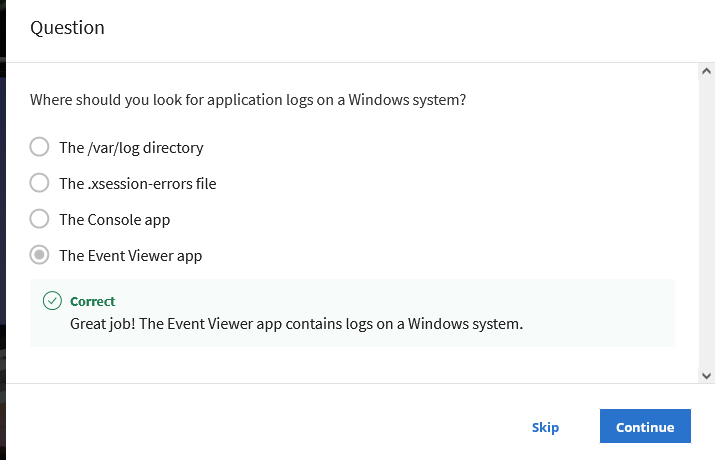 Question
Where should you look for application logs on a Windows system?
The /var/log directory
The .xsession-errors file
The Console app
The Event Viewer app
Correct
Great job! The Event Viewer app contains logs on a Windows system.
Skip
Continue